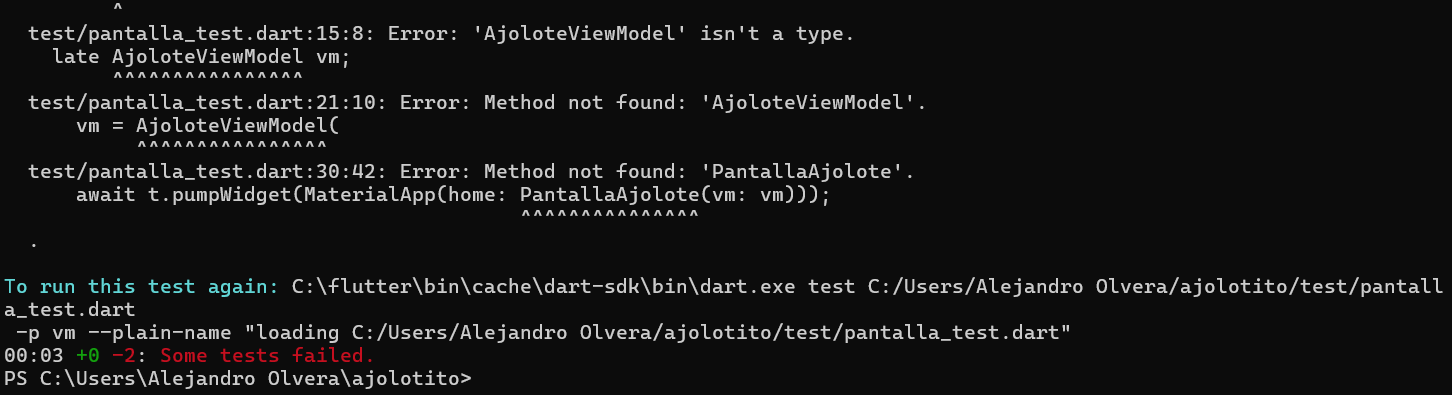 ^
test/pantalla_test.dart:15:8: Error: 'AjoloteViewModel' isn't a type.
late AjoloteViewModel vm;
^^^^^^^^^^^^^^^^
test/pantalla_test.dart:21:10: Error: Method not found: 'AjoloteViewModel'.
vm = AjoloteViewModel(
^^^^^^^^^^^^^^^^
test/pantalla_test.dart:30:42: Error: Method not found: 'PantallaAjolote'.
await t.pumpWidget(MaterialApp(home: PantallaAjolote(vm: vm)));
^^^^^^^^^^^^^^^
.
To run this test again: C:\flutter\bin\cache\dart-sdk\bin\dart.exe test C:/Users/Alejandro Olvera/ajolotito/test/pantall
a_test.dart
-p vm --plain-name "loading C:/Users/Alejandro Olvera/ajolotito/test/pantalla_test.dart"
00:03 +0 -2: Some tests failed.
PS C:\Users\Alejandro Olvera\ajolotito>